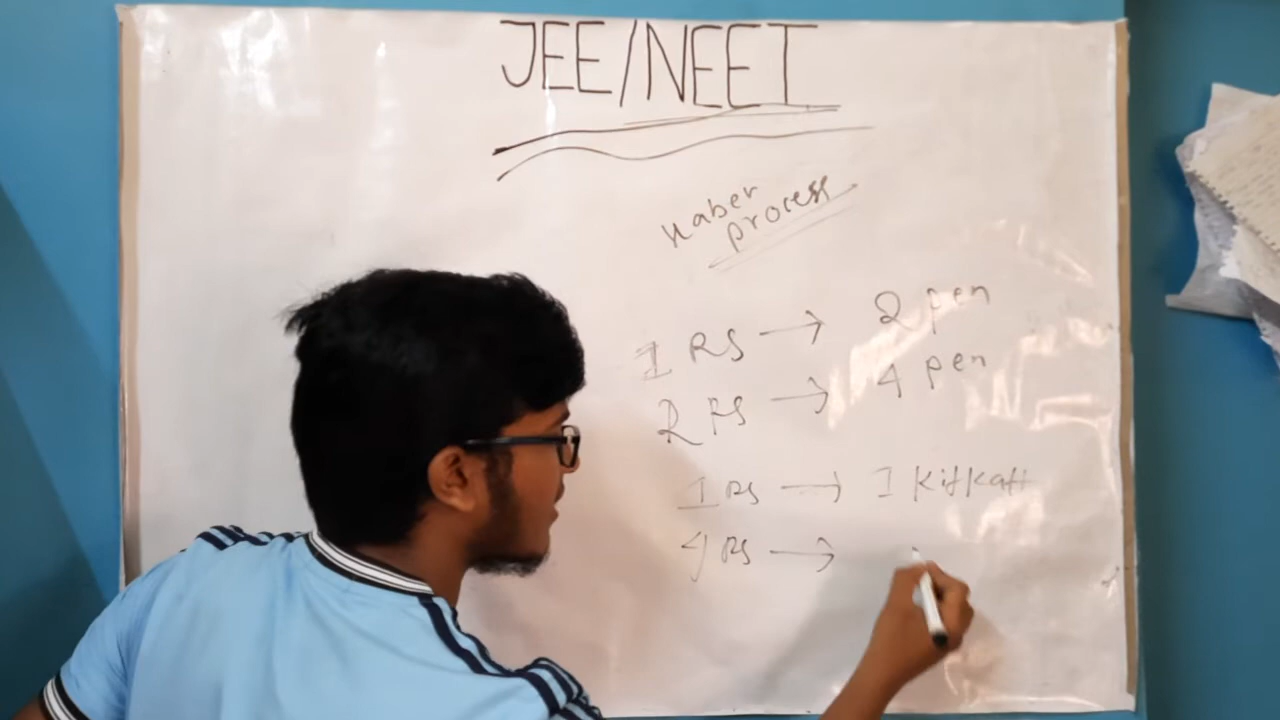 JEE/NEET
Haber
process
1 RS → 2 pen
2 RS → 4 pen
1 RS → 1 Kitkatt
4 RS →